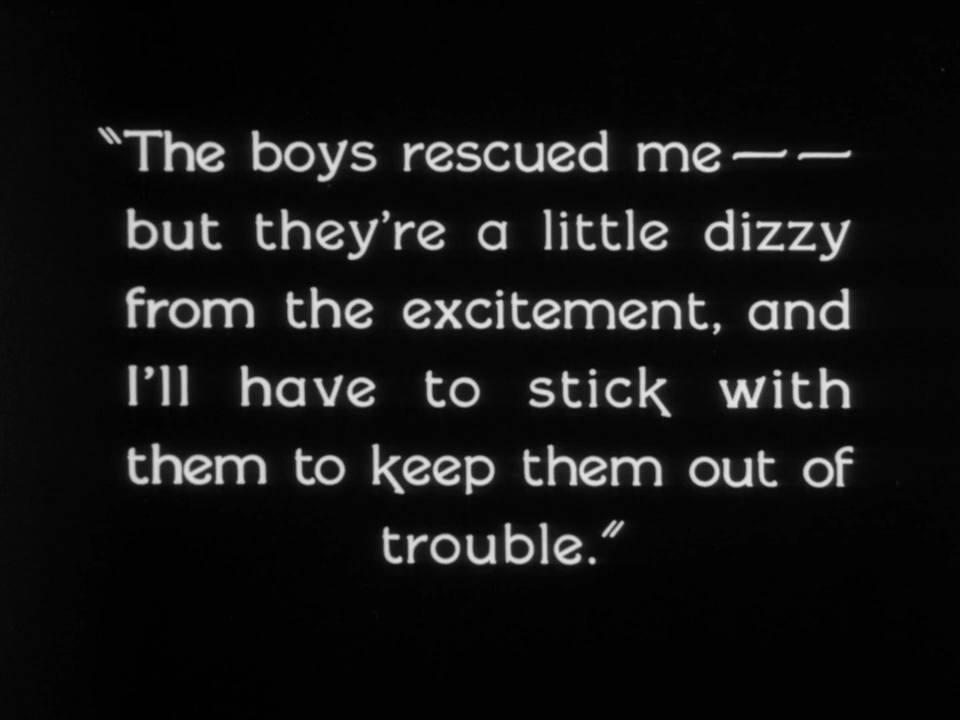 "The boys rescued me — —
but they're a little dizzy
from the excitement, and
I'll have to stick with
them to keep them out of
trouble."